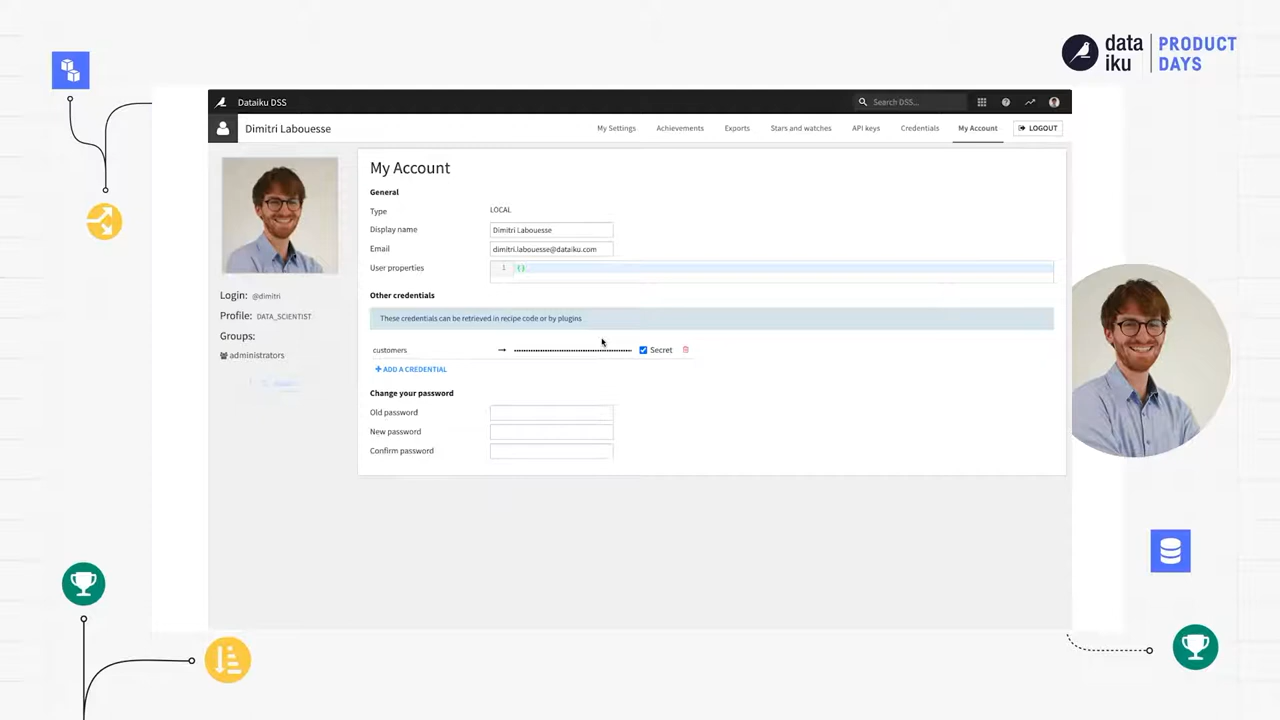 data iku PRODUCT DAYS
Dataiku DSS Search DSS...
Dimitri Labouesse My Settings Achievements Exports Stars and watches API keys Credentials My Account LOGOUT
My Account
General
Type LOCAL
Display name Dimitri Labouesse
Email dimitri.labouesse@dataiku.com
User properties 1 {}
Login: @dimitri
Profile: DATA_SCIENTIST
Groups:
administrators
Other credentials
These credentials can be retrieved in recipe code or by plugins
customers → Secret
+ ADD A CREDENTIAL
Change your password
Old password
New password
Confirm password